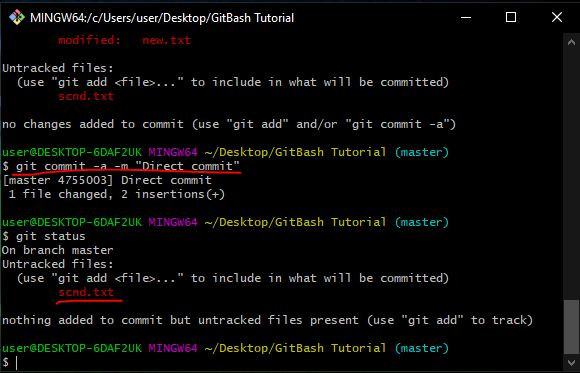 MINGW64:/c/Users/user/Desktop/GitBash Tutorial
modified:   new.txt
Untracked files:
(use "git add <file>..." to include in what will be committed)
scnd.txt
no changes added to commit (use "git add" and/or "git commit -a")
user@DESKTOP-6DAF2UK MINGW64 ~/Desktop/GitBash Tutorial (master)
$ git commit -a -m "Direct commit"
[master 4755003] Direct commit
1 file changed, 2 insertions(+)
user@DESKTOP-6DAF2UK MINGW64 ~/Desktop/GitBash Tutorial (master)
$ git status
On branch master
Untracked files:
(use "git add <file>..." to include in what will be committed)
scnd.txt
nothing added to commit but untracked files present (use "git add" to track)
user@DESKTOP-6DAF2UK MINGW64 ~/Desktop/GitBash Tutorial (master)
$